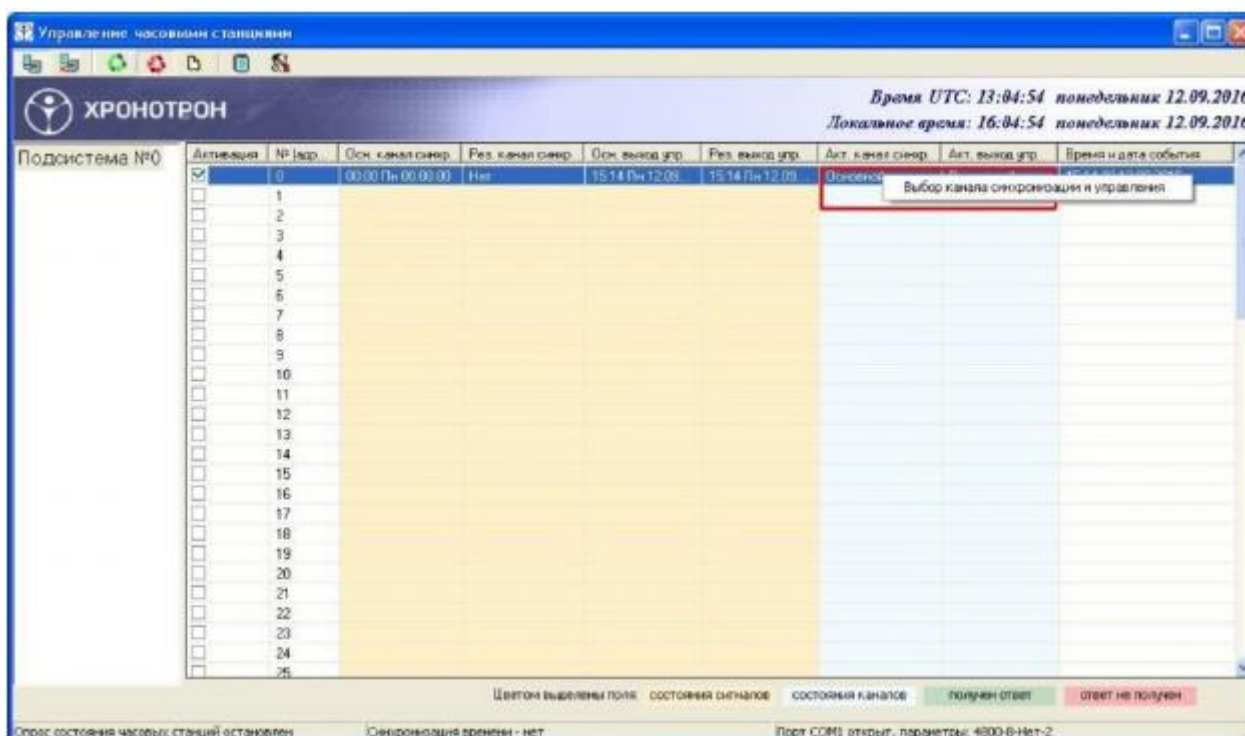 Управление часовыми станциями
ХРОНОТРОН
Время UTC: 13:04:54 понедельник 12.09.2016
Локальное время: 16:04:54 понедельник 12.09.2016
Подсистема №0
Активация № (адр. Осн. канал синхр. Рез. канал синхр. Осн. выход упр. Рез. выход упр. Акт. канал синхр. Акт. выход упр. Время и дата события
0 00:00 Пн 00.00.00 Нет 15:14 Пн 12.09... 15:14 Пн 12.09... Основной
Выбор канала синхронизации и управления
1
2
3
4
5
6
7
8
9
10
11
12
13
14
15
16
17
18
19
20
21
22
23
24
25
Цветом выделены поля: состояния сигналов состояния каналов получен ответ ответ не получен
Опрос состояния часовых станций остановлен Синхронизация времени - нет Порт COM1 открыт, параметры: 4800-8-Нет-2